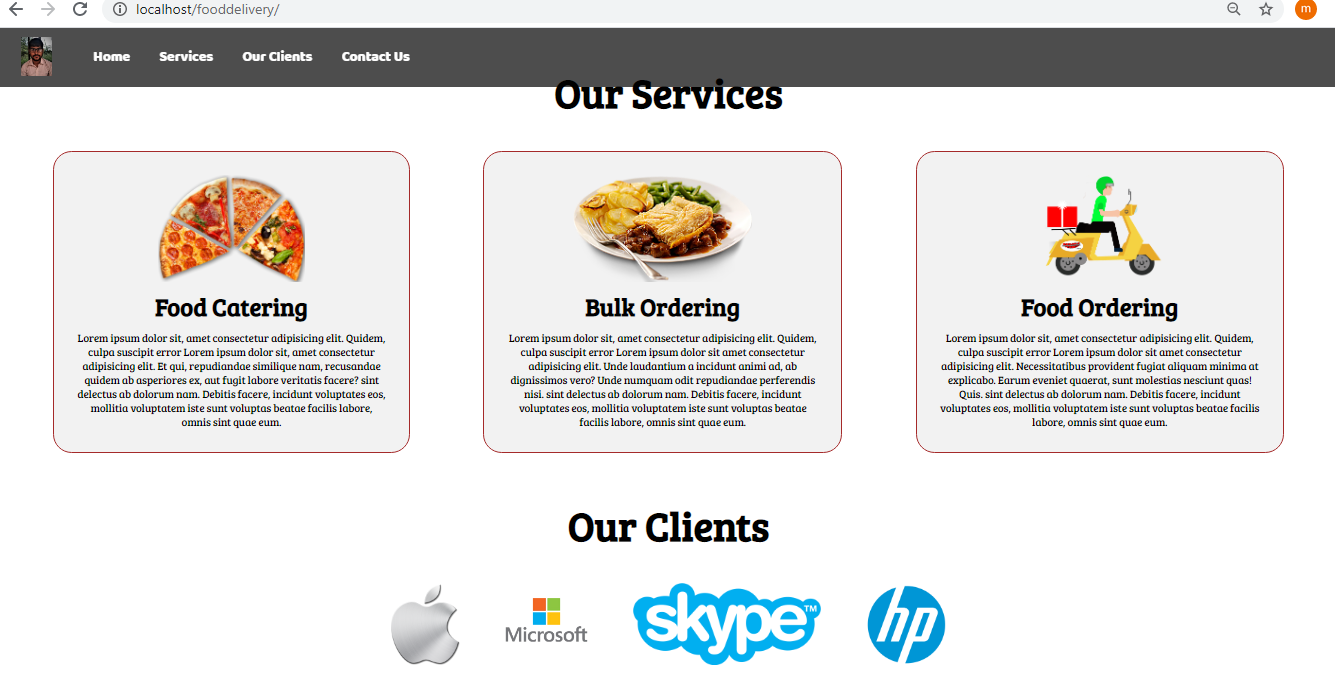 localhost/fooddelivery/
m
Home Services Our Clients Contact Us
Our Services
Food Catering
Lorem ipsum dolor sit, amet consectetur adipisicing elit. Quidem,
culpa suscipit error Lorem ipsum dolor sit, amet consectetur
adipisicing elit. Et qui, repudiandae similique nam, recusandae
quidem ab asperiores ex, aut fugit labore veritatis facere? sint
delectus ab dolorum nam. Debitis facere, incidunt voluptates eos,
mollitia voluptatem iste sunt voluptas beatae facilis labore,
omnis sint quae eum.
Bulk Ordering
Lorem ipsum dolor sit, amet consectetur adipisicing elit. Quidem,
culpa suscipit error Lorem ipsum dolor sit amet consectetur
adipisicing elit. Unde laudantium a incidunt animi ad, ab
dignissimos vero? Unde numquam odit repudiandae perferendis
nisi. sint delectus ab dolorum nam. Debitis facere, incidunt
voluptates eos, mollitia voluptatem iste sunt voluptas beatae
facilis labore, omnis sint quae eum.
Food Ordering
Lorem ipsum dolor sit, amet consectetur adipisicing elit. Quidem,
culpa suscipit error Lorem ipsum dolor sit amet consectetur
adipisicing elit. Necessitatibus provident fugiat aliquam minima at
explicabo. Earum eveniet quaerat, sunt molestias nesciunt quas!
Quis. sint delectus ab dolorum nam. Debitis facere, incidunt
voluptates eos, mollitia voluptatem iste sunt voluptas beatae facilis
labore, omnis sint quae eum.
Our Clients
Microsoft
skype™
hp